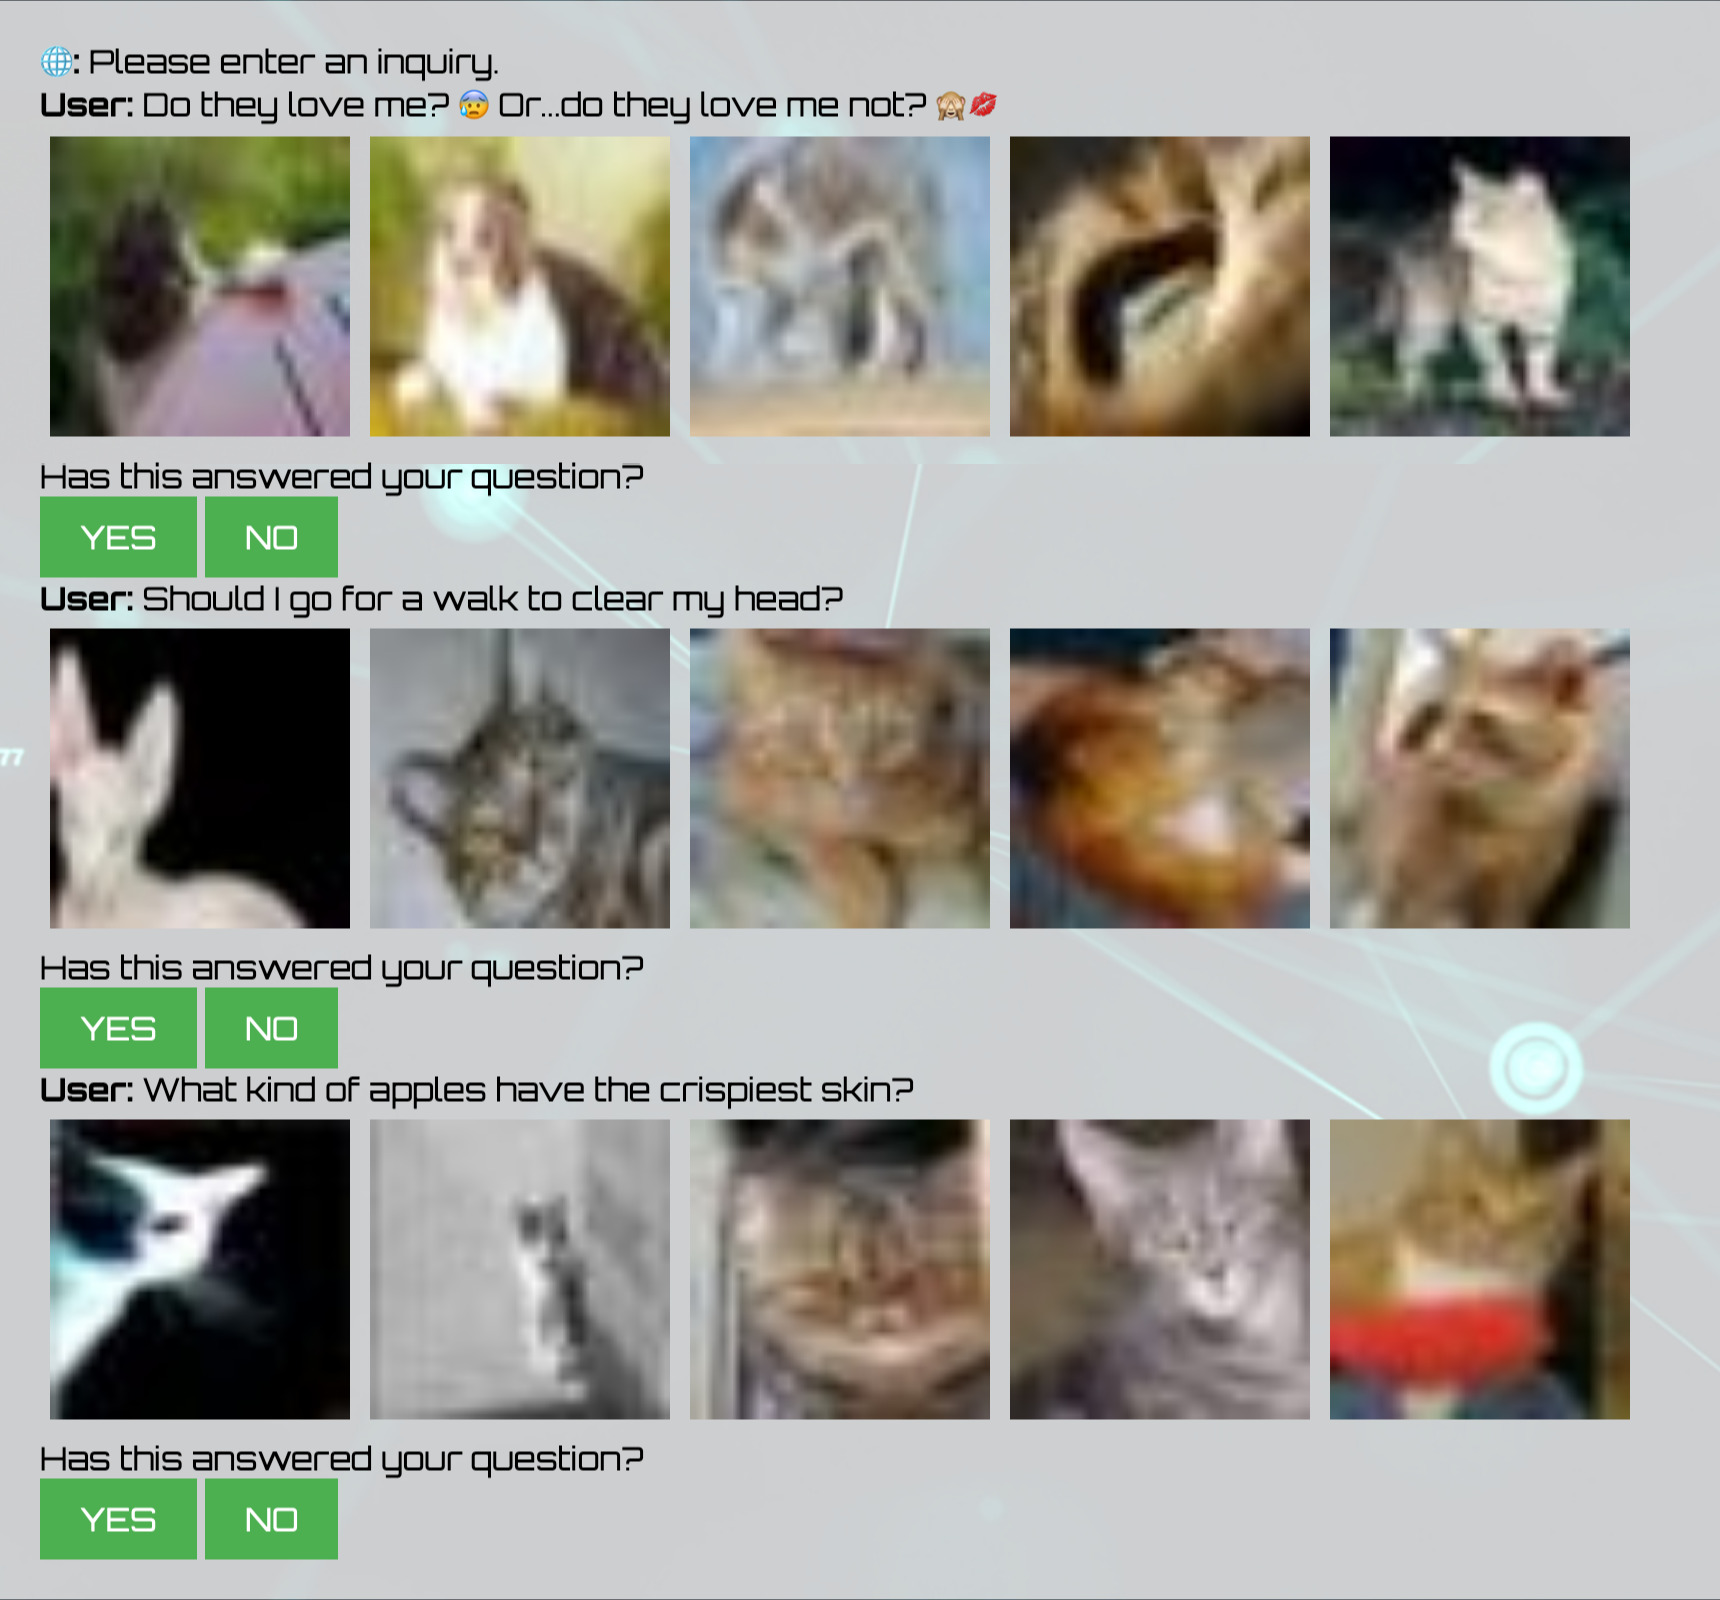 🌐: Please enter an inquiry.
User: Do they love me? 😰 Or...do they love me not? 🙈💋
Has this answered your question?
YES NO
User: Should I go for a walk to clear my head?
Has this answered your question?
YES NO
User: What kind of apples have the crispiest skin?
Has this answered your question?
YES NO